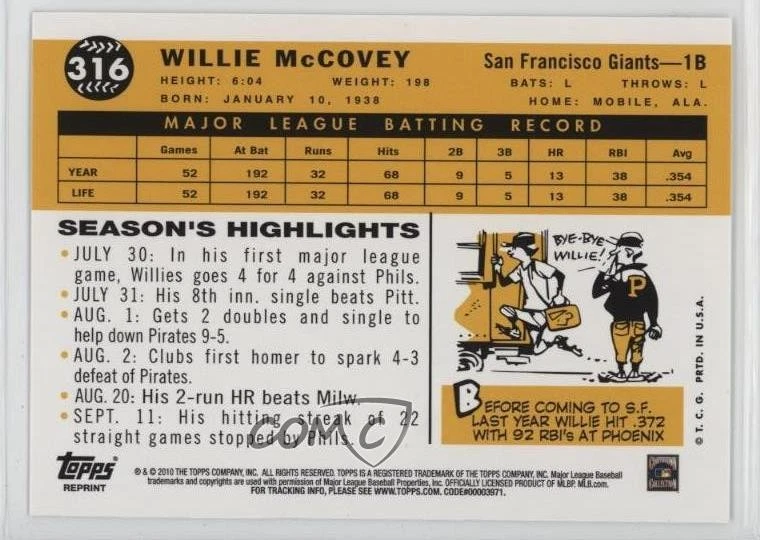 316
WILLIE McCOVEY
San Francisco Giants—1B
HEIGHT: 6:04 WEIGHT: 198 BATS: L THROWS: L
BORN: JANUARY 10, 1938 HOME: MOBILE, ALA.
MAJOR LEAGUE BATTING RECORD
Games At Bat Runs Hits 2B 3B HR RBI Avg
YEAR 52 192 32 68 9 5 13 38 .354
LIFE 52 192 32 68 9 5 13 38 .354
SEASON'S HIGHLIGHTS
• JULY 30: In his first major league
game, Willies goes 4 for 4 against Phils.
• JULY 31: His 8th inn. single beats Pitt.
• AUG. 1: Gets 2 doubles and single to
help down Pirates 9-5.
• AUG. 2: Clubs first homer to spark 4-3
defeat of Pirates.
• AUG. 20: His 2-run HR beats Milw.
• SEPT. 11: His hitting streak of 22
straight games stopped by Phils.
BYE-BYE
WILLIE!
P
BEFORE COMING TO S.F.
LAST YEAR WILLIE HIT .372
WITH 92 RBI's AT PHOENIX
© T. C. G. PRTD. IN U.S.A.
COMC
Topps
REPRINT
® & © 2010 THE TOPPS COMPANY, INC. ALL RIGHTS RESERVED. TOPPS IS A REGISTERED TRADEMARK OF THE TOPPS COMPANY, INC. Major League Baseball
trademarks and copyrights are used with permission of Major League Baseball Properties, Inc. OFFICIALLY LICENSED PRODUCT OF MLBP. MLB.com.
FOR TRACKING INFO, PLEASE SEE WWW.TOPPS.COM. CODE#00003971.
COOPERSTOWN
COLLECTION